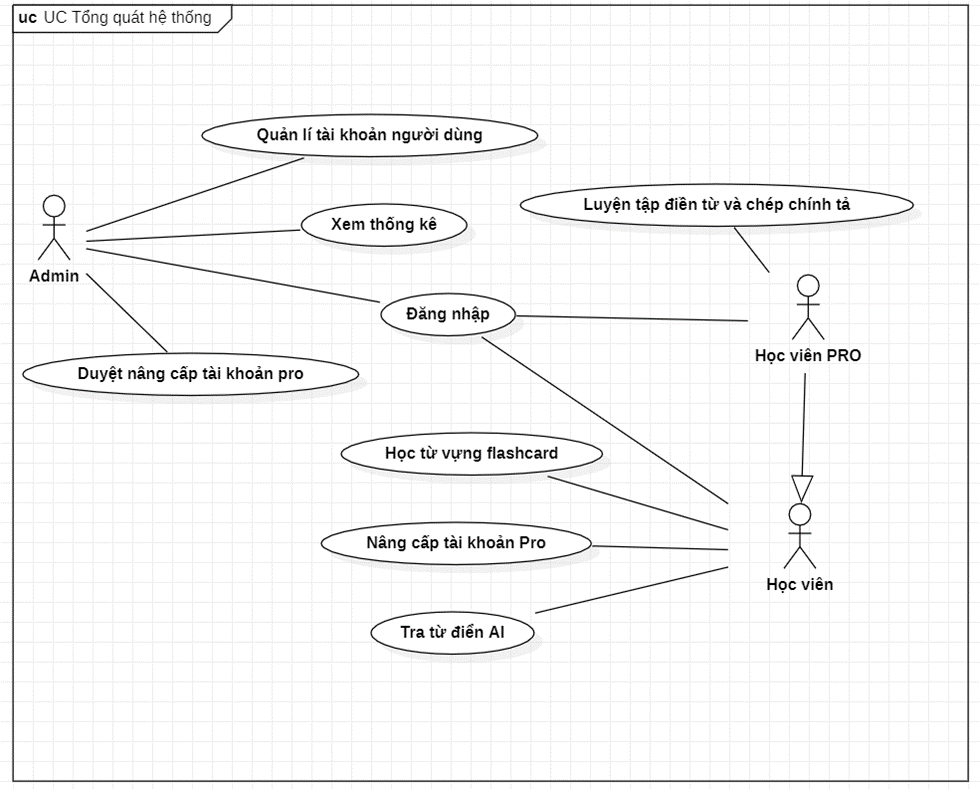 uc UC Tổng quát hệ thống
Quản lí tài khoản người dùng
Luyện tập điền từ và chép chính tả
Xem thống kê
Admin
Đăng nhập
Học viên PRO
Duyệt nâng cấp tài khoản pro
Học từ vựng flashcard
Nâng cấp tài khoản Pro
Học viên
Tra từ điển AI